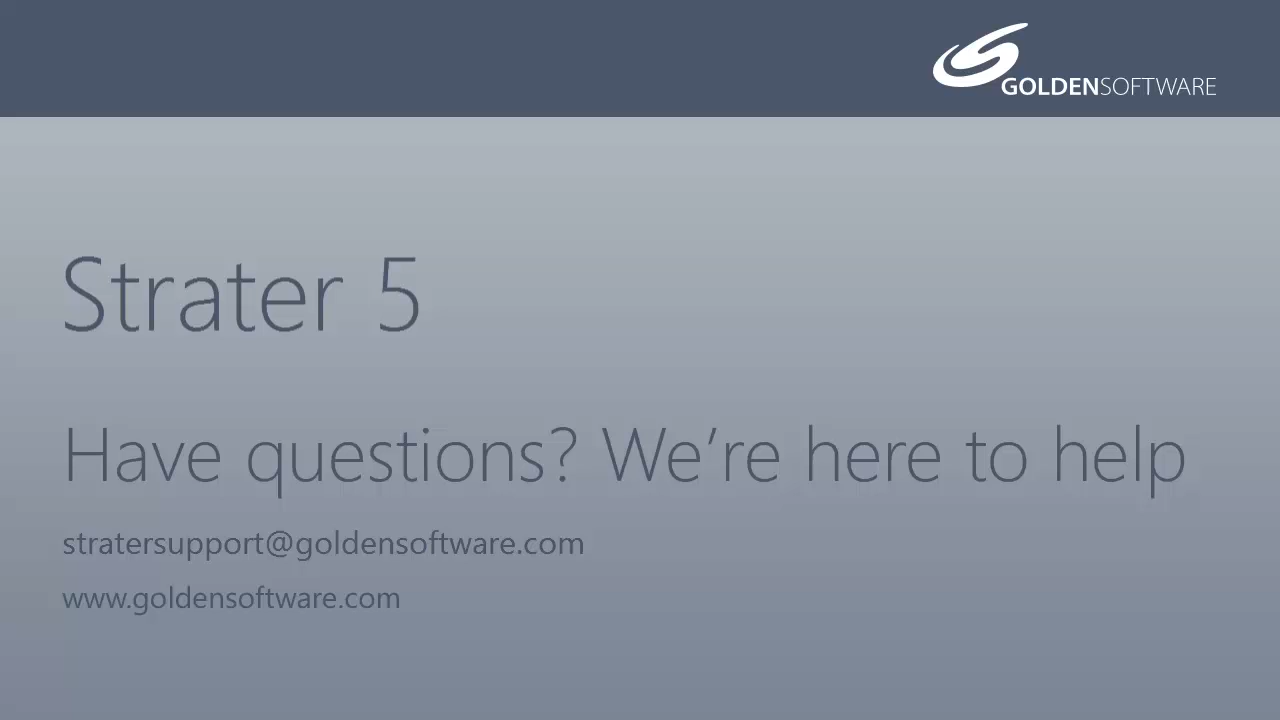 GOLDENSOFTWARE
Strater 5
Have questions? We’re here to help
stratersupport@goldensoftware.com
www.goldensoftware.com